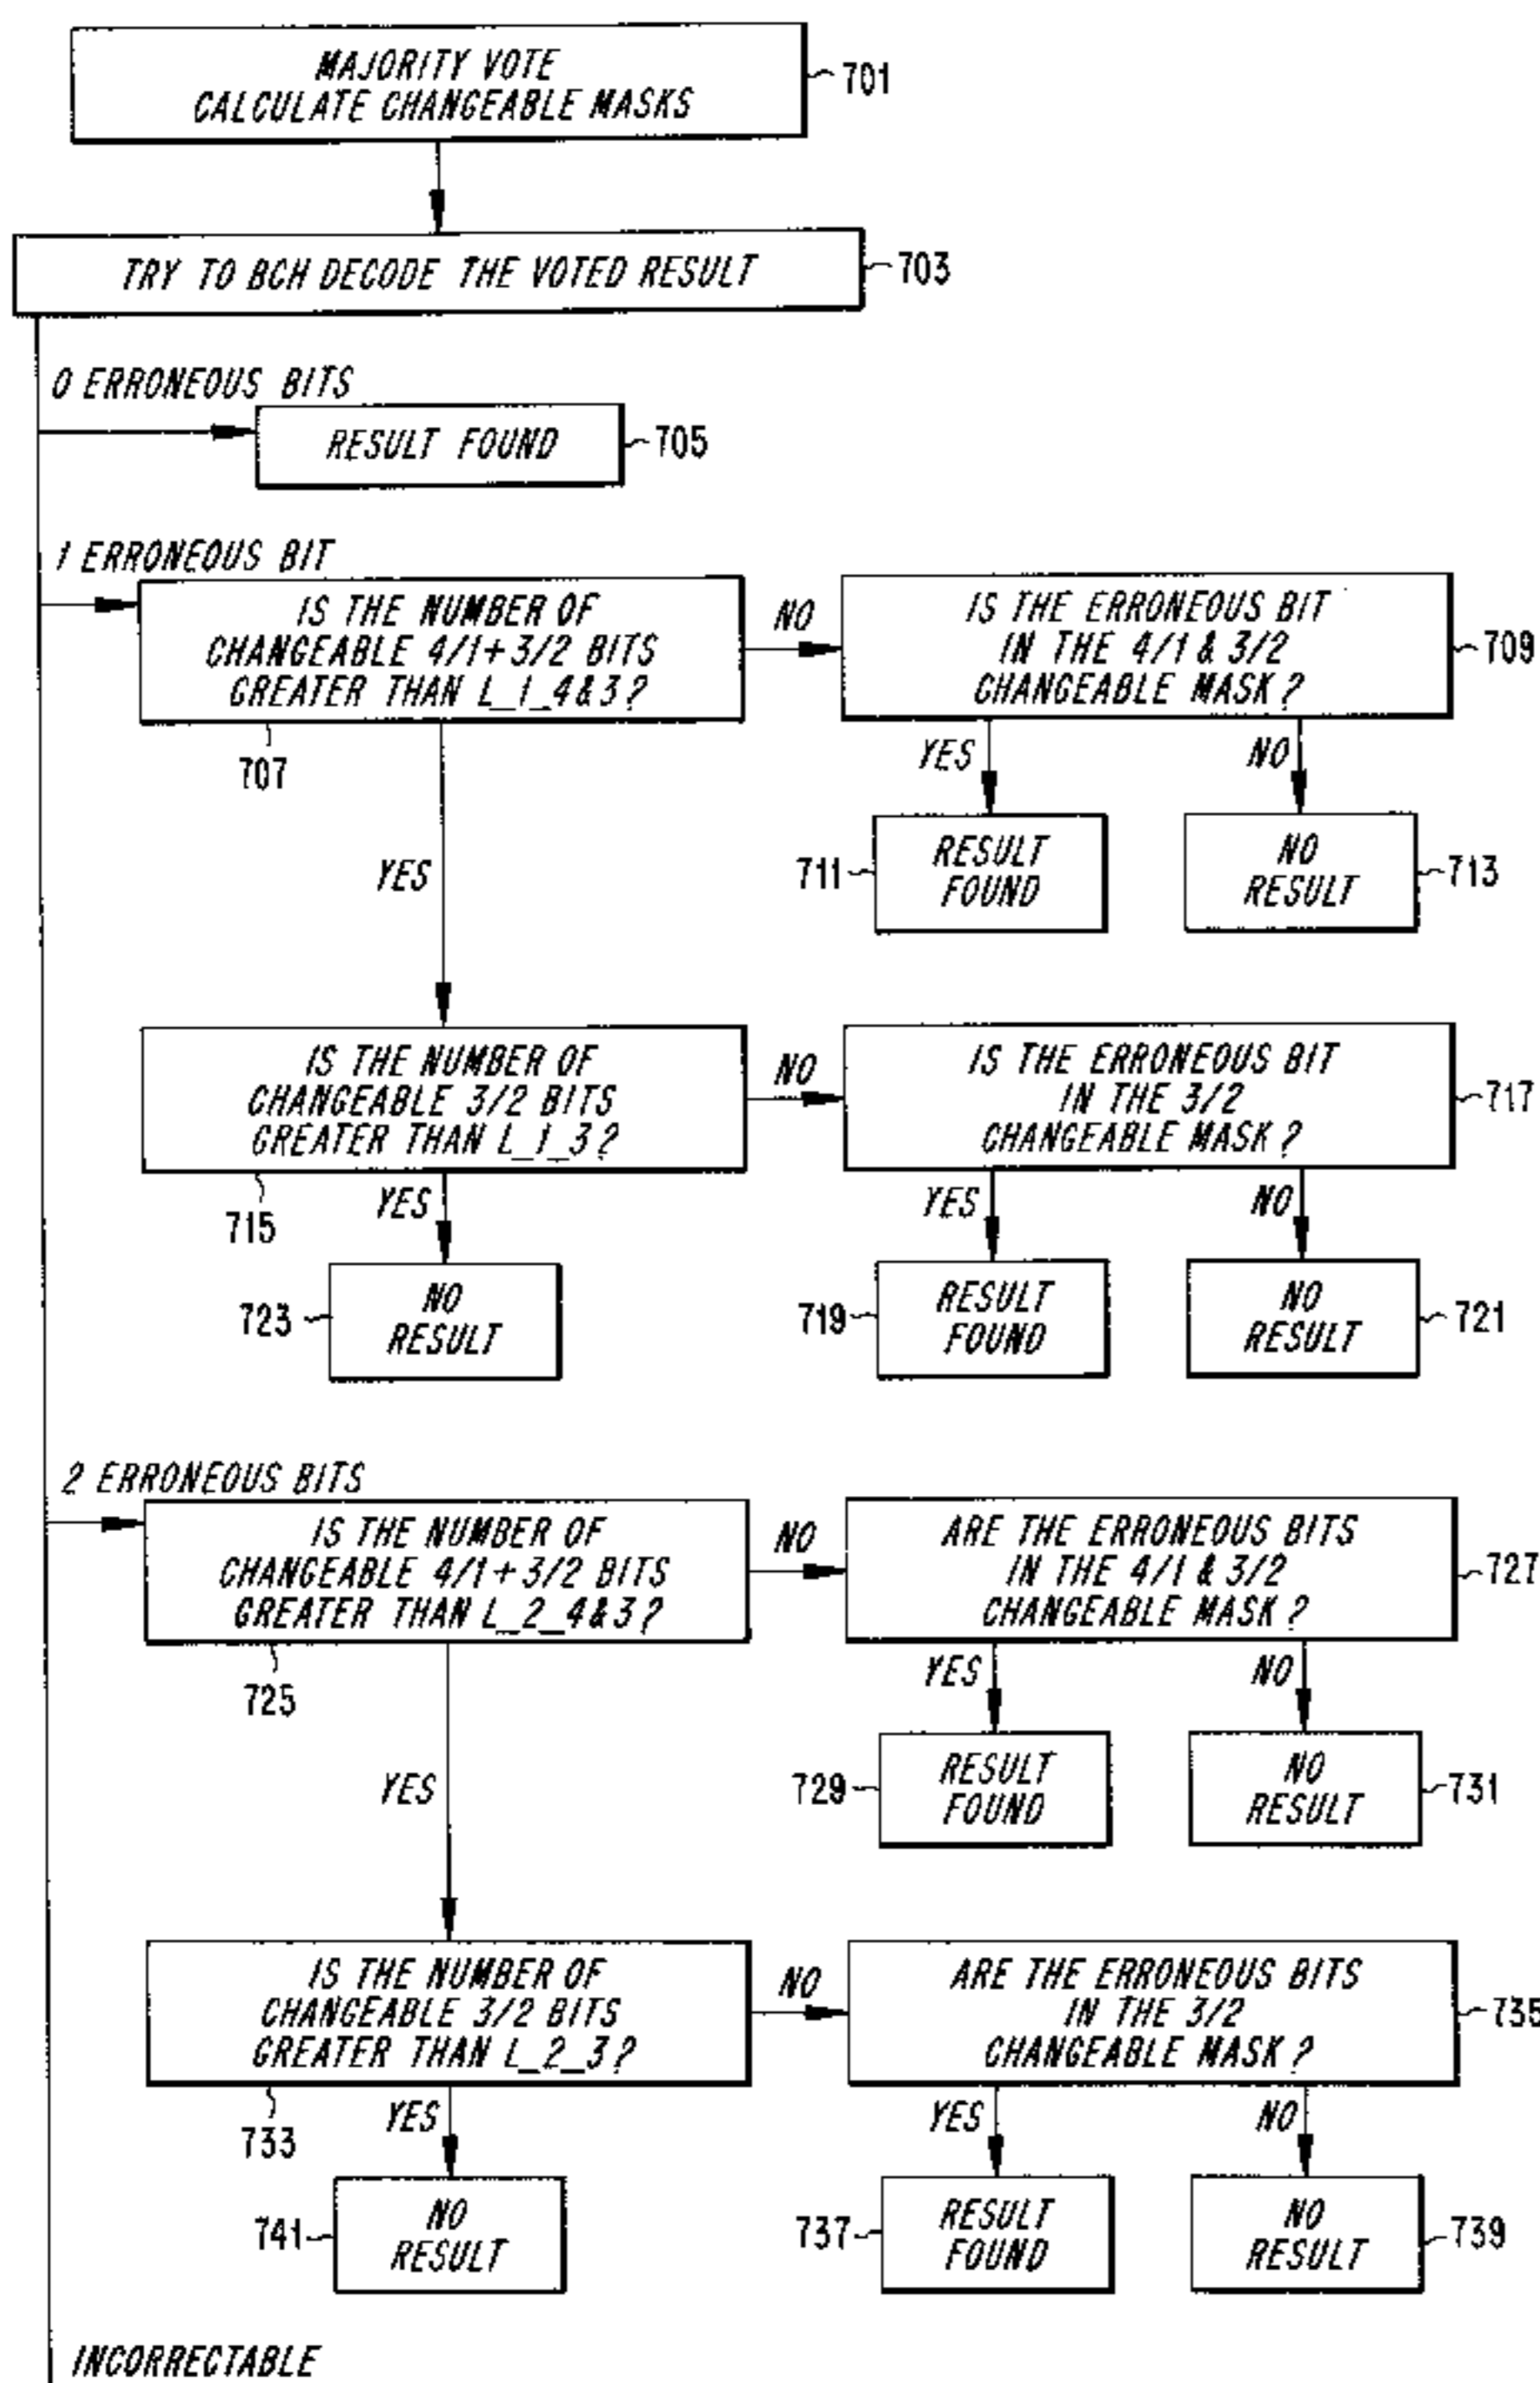 MAJORITY VOTE
CALCULATE CHANGEABLE MASKS
701
TRY TO BCH DECODE THE VOTED RESULT
703
0 ERRONEOUS BITS
RESULT FOUND
705
1 ERRONEOUS BIT
IS THE NUMBER OF
CHANGEABLE 4/1+3/2 BITS
GREATER THAN L_1_4&3?
707
NO
IS THE ERRONEOUS BIT
IN THE 4/1 & 3/2
CHANGEABLE MASK?
709
YES
NO
711
RESULT
FOUND
NO
RESULT
713
YES
IS THE NUMBER OF
CHANGEABLE 3/2 BITS
GREATER THAN L_1_3?
715
NO
IS THE ERRONEOUS BIT
IN THE 3/2
CHANGEABLE MASK?
717
YES
YES
NO
723
NO
RESULT
719
RESULT
FOUND
NO
RESULT
721
2 ERRONEOUS BITS
IS THE NUMBER OF
CHANGEABLE 4/1+3/2 BITS
GREATER THAN L_2_4&3?
725
NO
ARE THE ERRONEOUS BITS
IN THE 4/1 & 3/2
CHANGEABLE MASK?
727
YES
NO
729
RESULT
FOUND
NO
RESULT
731
YES
IS THE NUMBER OF
CHANGEABLE 3/2 BITS
GREATER THAN L_2_3?
733
NO
ARE THE ERRONEOUS BITS
IN THE 3/2
CHANGEABLE MASK?
735
YES
YES
NO
741
NO
RESULT
737
RESULT
FOUND
NO
RESULT
739
INCORRECTABLE